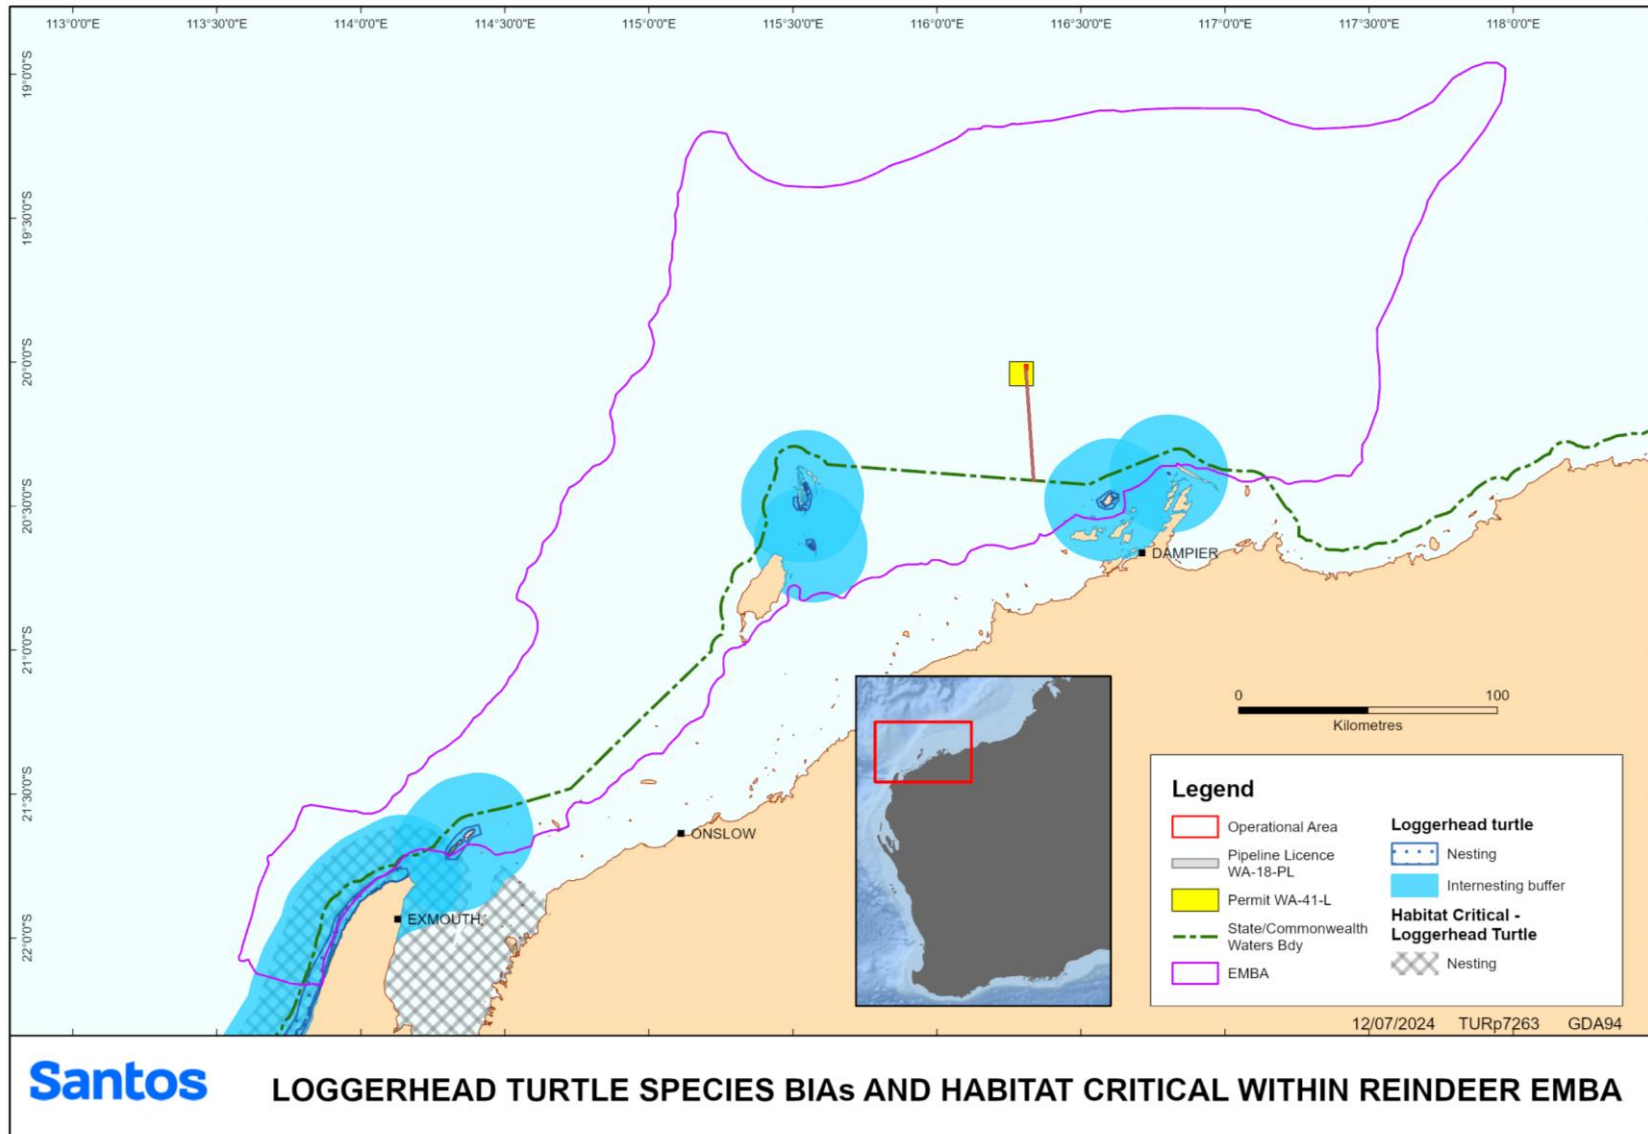 113°0'0"E 113°30'0"E 114°0'0"E 114°30'0"E 115°0'0"E 115°30'0"E 116°0'0"E 116°30'0"E 117°0'0"E 117°30'0"E 118°0'0"E
19°0'0"S
19°30'0"S
20°0'0"S
20°30'0"S
21°0'0"S
21°30'0"S
22°0'0"S
DAMPIER
ONSLOW
EXMOUTH
0 100
Kilometres
Legend
Operational Area
Pipeline Licence
WA-18-PL
Permit WA-41-L
State/Commonwealth
Waters Bdy
EMBA
Loggerhead turtle
Nesting
Internesting buffer
Habitat Critical -
Loggerhead Turtle
Nesting
12/07/2024 TURp7263 GDA94
Santos
LOGGERHEAD TURTLE SPECIES BIAs AND HABITAT CRITICAL WITHIN REINDEER EMBA